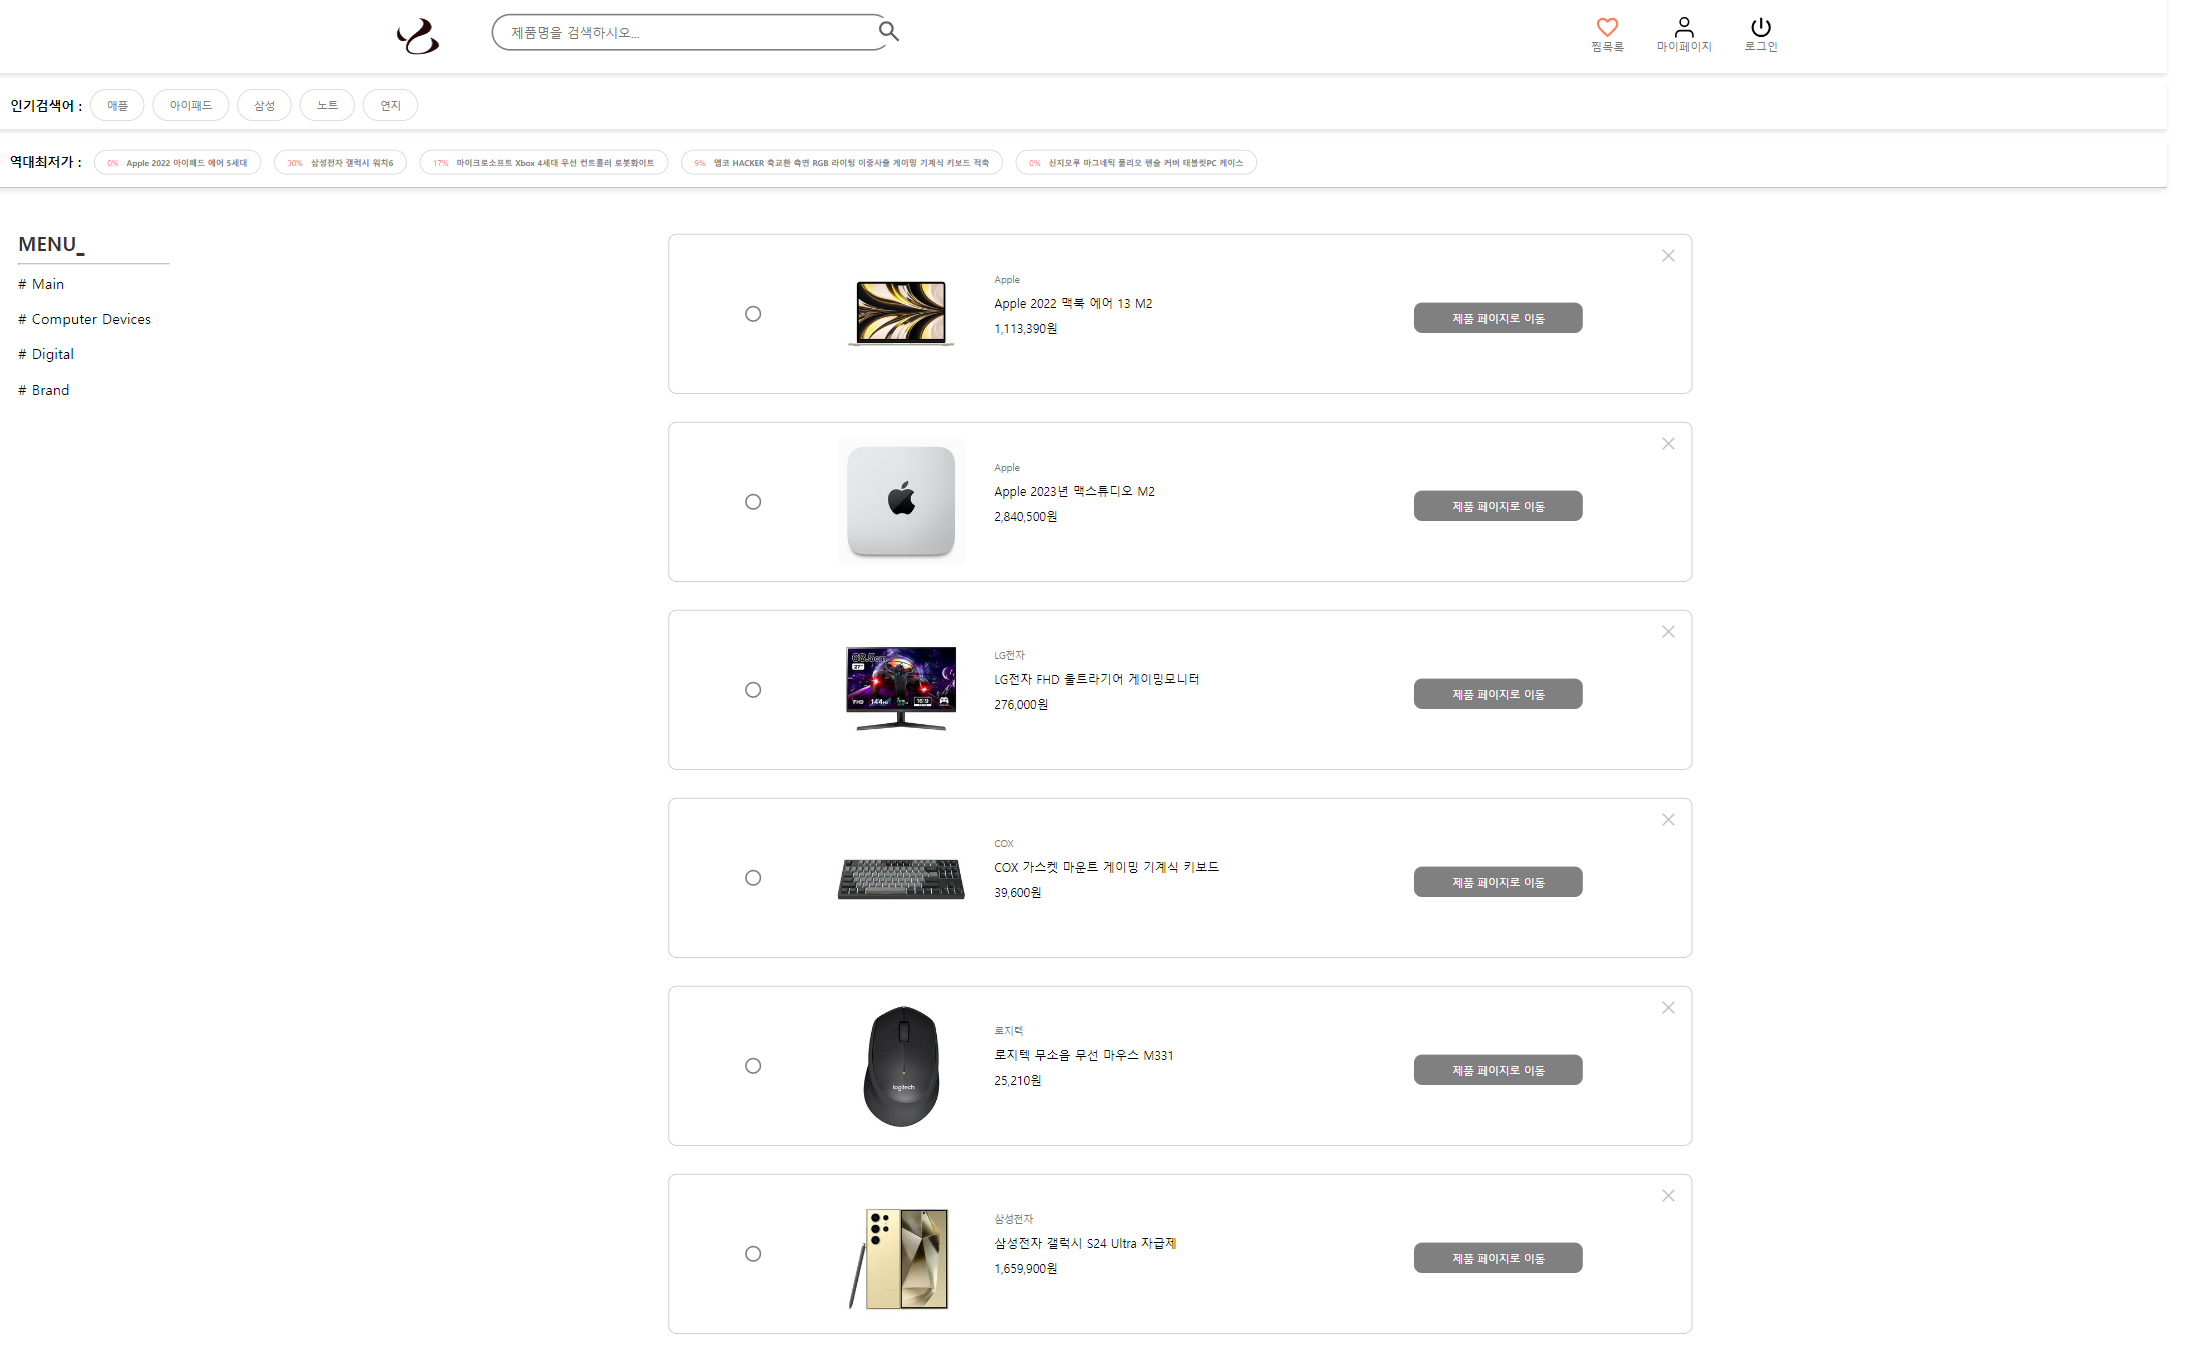 제품명을 검색하시오...
찜목록
마이페이지
로그인
인기검색어 : 애플 아이패드 삼성 노트 연지
역대최저가 : 0% Apple 2022 아이패드 에어 5세대 30% 삼성전자 갤럭시 워치6 17% 마이크로소프트 Xbox 4세대 무선 컨트롤러 로봇화이트 9% 앱코 HACKER 축교환 측면 RGB 라이팅 이중사출 게이밍 기계식 키보드 적축 0% 신지모루 마그네틱 폴리오 펜슬 커버 태블릿PC 케이스
MENU_
# Main
# Computer Devices
# Digital
# Brand
Apple
Apple 2022 맥북 에어 13 M2
1,113,390원
제품 페이지로 이동
Apple
Apple 2023년 맥스튜디오 M2
2,840,500원
제품 페이지로 이동
68.5cm
27"
FHD 144Hz 16:9
LG전자
LG전자 FHD 울트라기어 게이밍모니터
276,000원
제품 페이지로 이동
COX
COX 가스켓 마운트 게이밍 기계식 키보드
39,600원
제품 페이지로 이동
logitech
로지텍
로지텍 무소음 무선 마우스 M331
25,210원
제품 페이지로 이동
삼성전자
삼성전자 갤럭시 S24 Ultra 자급제
1,659,900원
제품 페이지로 이동